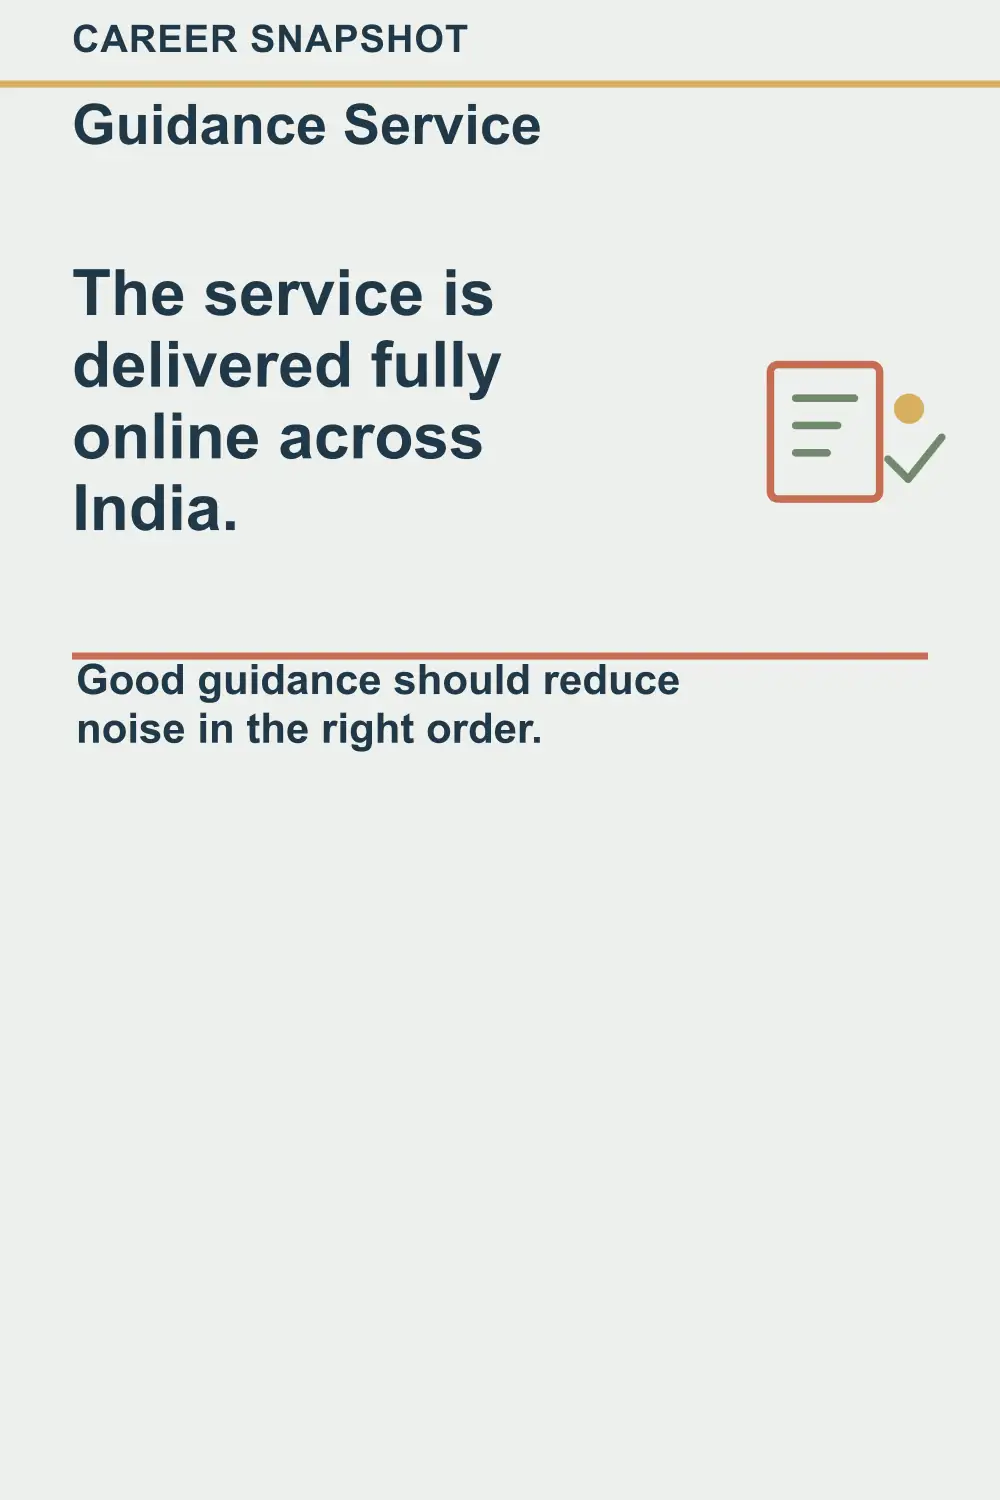 CAREER SNAPSHOT
Guidance Service
The service is
delivered fully
online across
India.
Good guidance should reduce
noise in the right order.